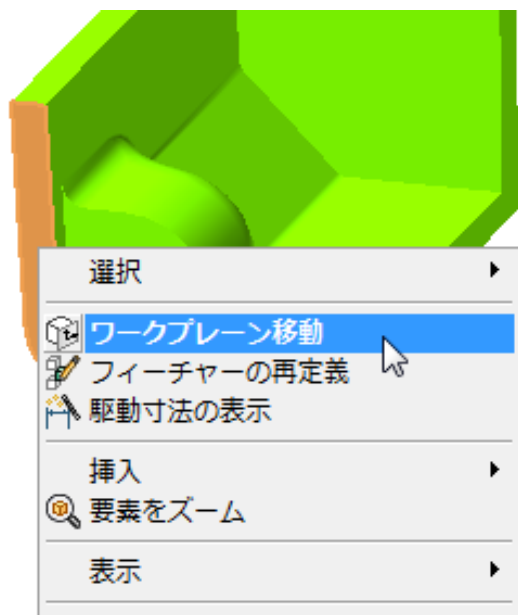 選択
ワークプレーン移動
フィーチャーの再定義
駆動寸法の表示
挿入
要素をズーム
表示